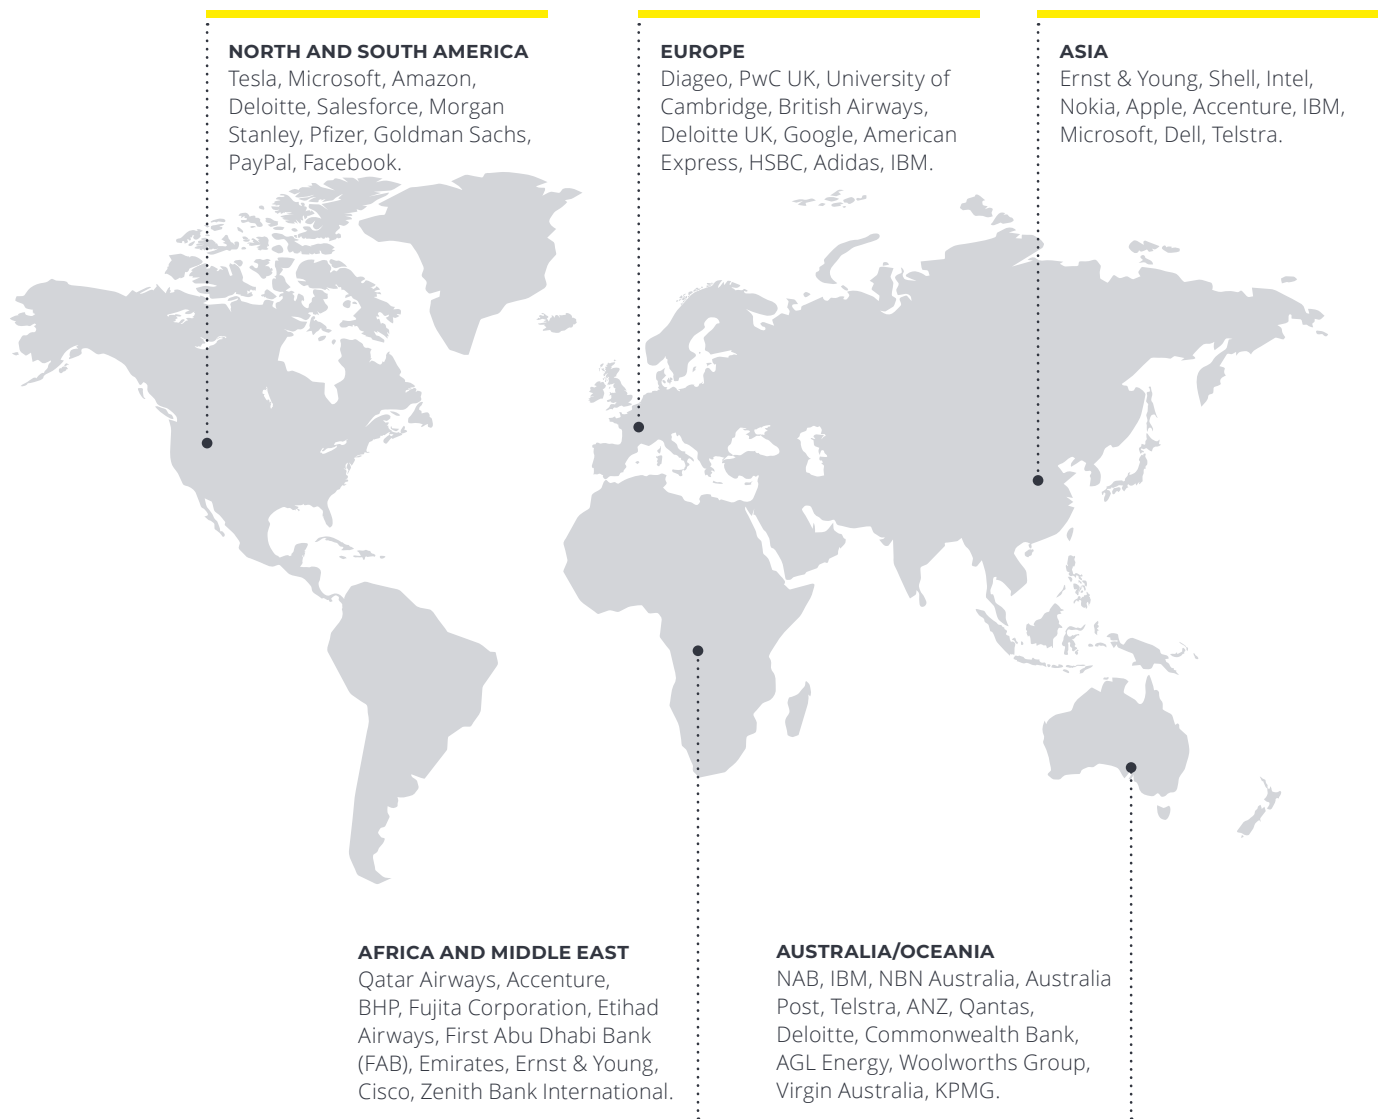 NORTH AND SOUTH AMERICA
Tesla, Microsoft, Amazon,
Deloitte, Salesforce, Morgan
Stanley, Pfizer, Goldman Sachs,
PayPal, Facebook.
EUROPE
Diageo, PwC UK, University of
Cambridge, British Airways,
Deloitte UK, Google, American
Express, HSBC, Adidas, IBM.
ASIA
Ernst & Young, Shell, Intel,
Nokia, Apple, Accenture, IBM,
Microsoft, Dell, Telstra.
AFRICA AND MIDDLE EAST
Qatar Airways, Accenture,
BHP, Fujita Corporation, Etihad
Airways, First Abu Dhabi Bank
(FAB), Emirates, Ernst & Young,
Cisco, Zenith Bank International.
AUSTRALIA/OCEANIA
NAB, IBM, NBN Australia, Australia
Post, Telstra, ANZ, Qantas,
Deloitte, Commonwealth Bank,
AGL Energy, Woolworths Group,
Virgin Australia, KPMG.